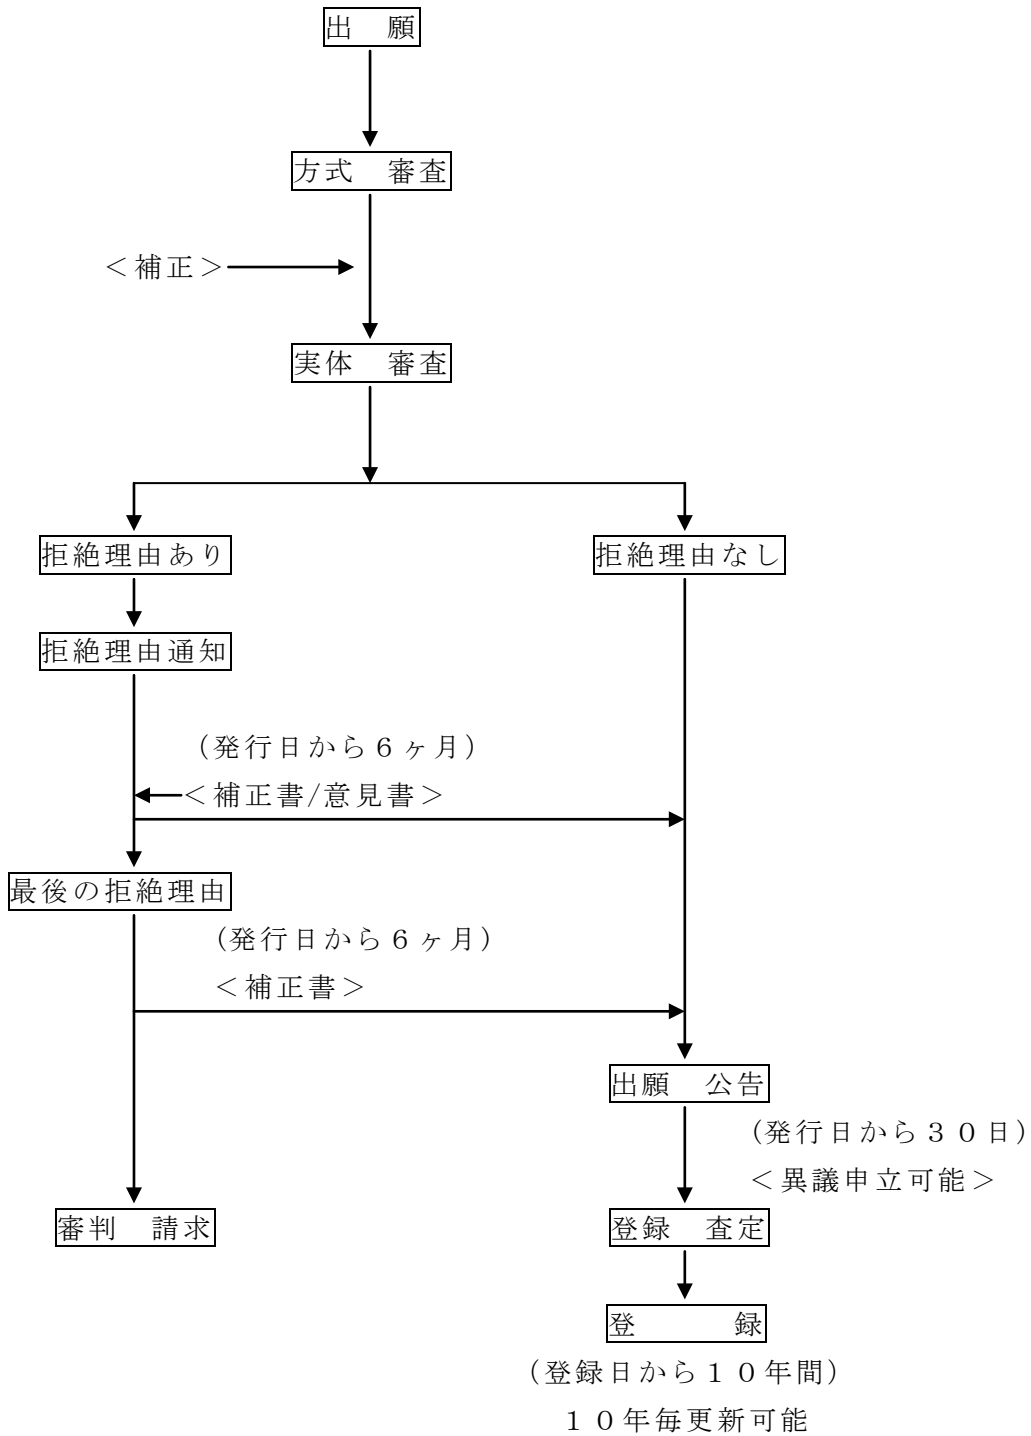 出　願
方式　審査
＜補正＞
実体　審査
拒絶理由あり
拒絶理由なし
拒絶理由通知
（発行日から６ヶ月）
＜補正書/意見書＞
最後の拒絶理由
（発行日から６ヶ月）
＜補正書＞
出願　公告
（発行日から３０日）
＜異議申立可能＞
審判　請求
登録　査定
登　　　録
（登録日から１０年間）
１０年毎更新可能